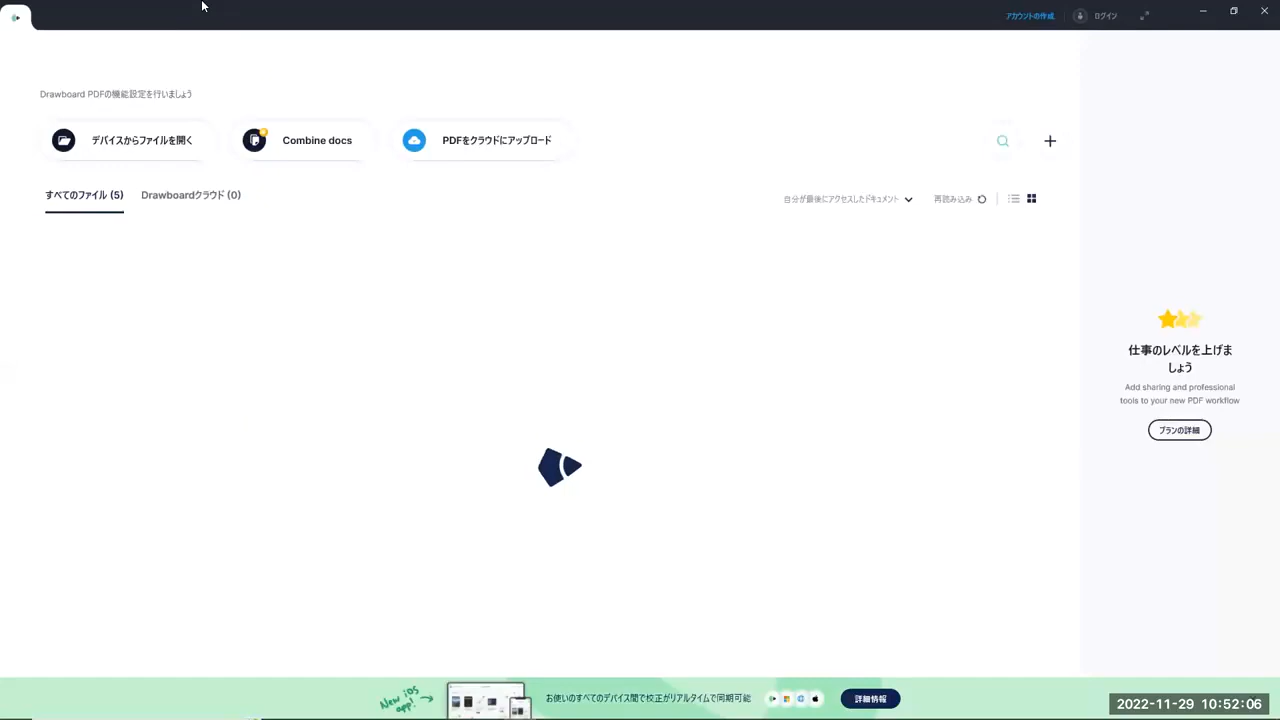 アカウントの作成
ログイン
Drawboard PDFの機能設定を行いましょう
デバイスからファイルを開く
Combine docs
PDFをクラウドにアップロード
すべてのファイル (5)
Drawboardクラウド (0)
自分が最後にアクセスしたドキュメント
再読み込み
仕事のレベルを上げま
しょう
Add sharing and professional
tools to your new PDF workflow
プランの詳細
New iOS
app!
お使いのすべてのデバイス間で校正がリアルタイムで同期可能
詳細情報
2022-11-29 10:52:06